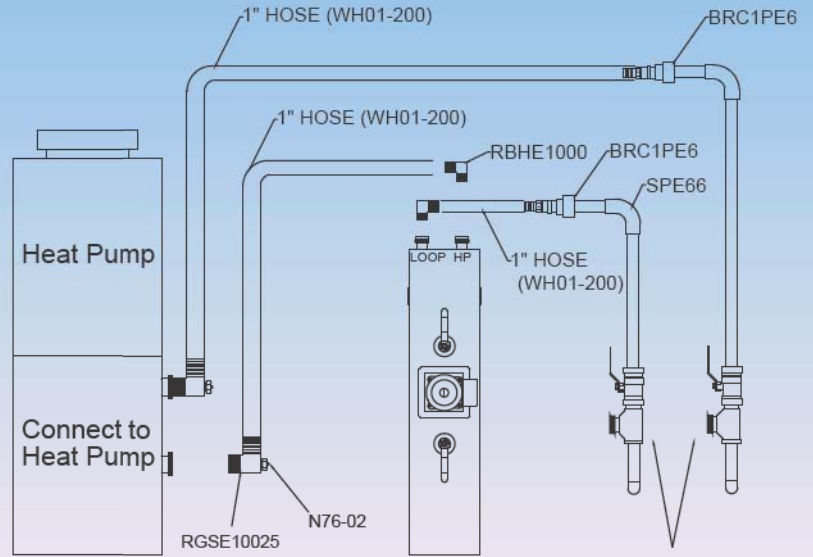 1" HOSE (WH01-200)
BRC1PE6
1" HOSE (WH01-200)
RBHE1000
BRC1PE6
SPE66
Heat Pump
LOOP HP
1" HOSE
(WH01-200)
Connect to
Heat Pump
N76-02
RGSE10025